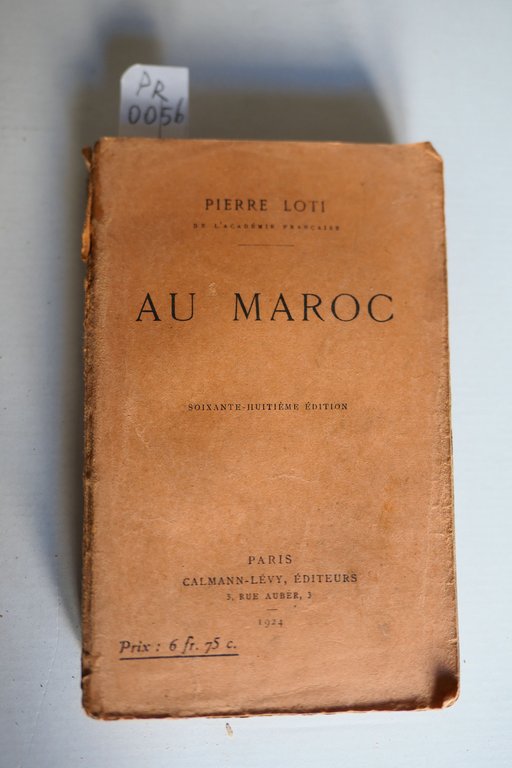 PR
0056
PIERRE LOTI
DE L'ACADÉMIE FRANÇAISE
AU MAROC
SOIXANTE-HUITIÈME ÉDITION
PARIS
CALMANN-LÉVY, ÉDITEURS
3, RUE AUBER, 3
1924
Prix : 6 fr. 75 c.